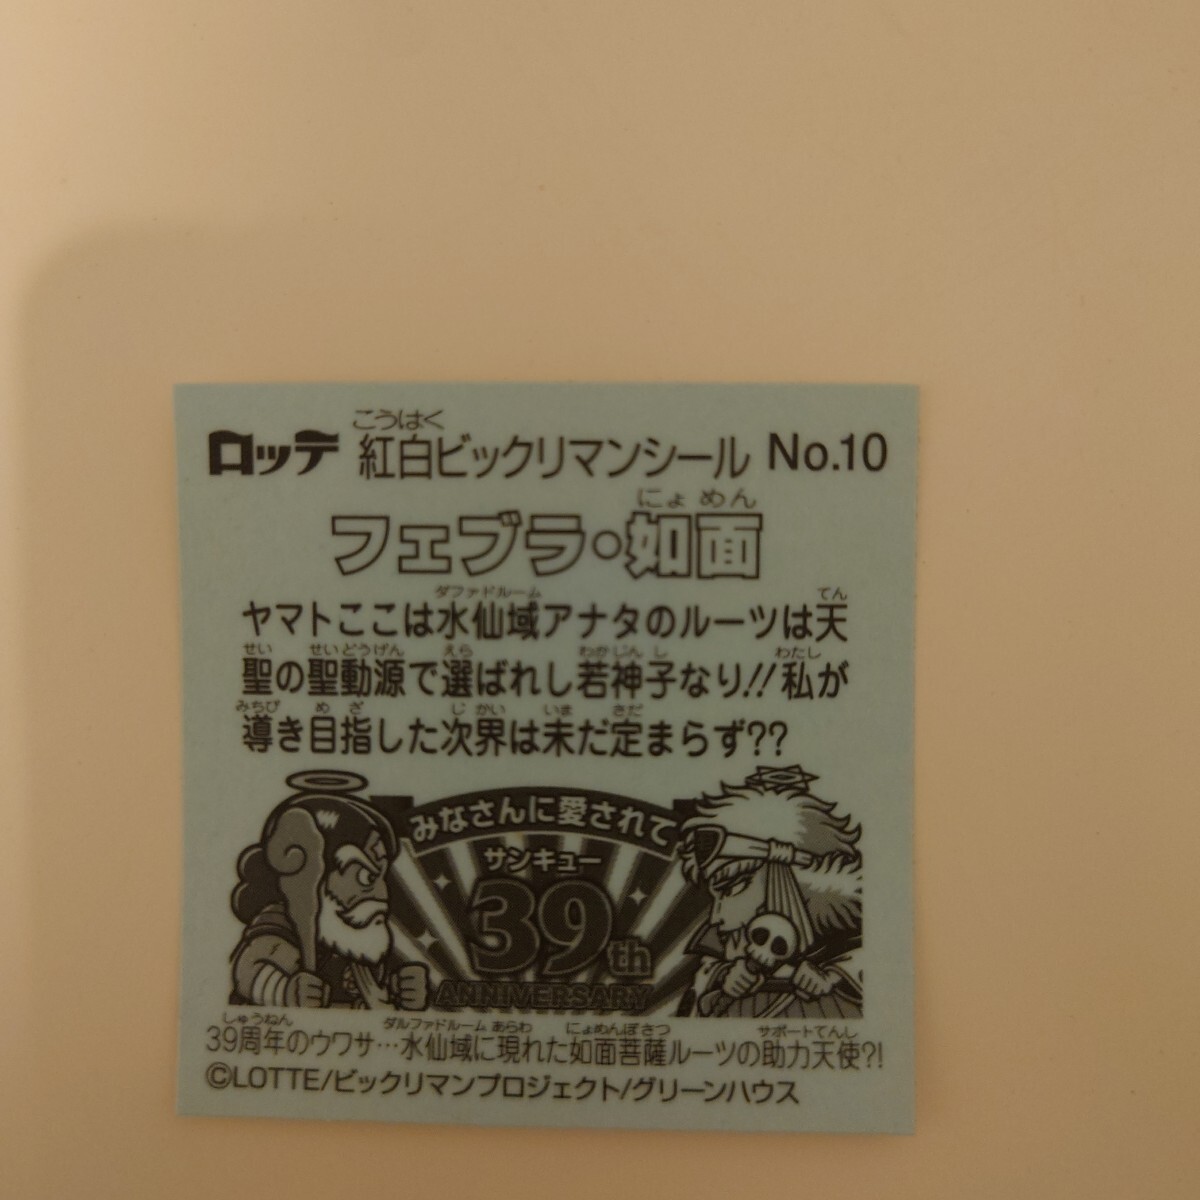 ロッテ 紅白ビックリマンシール No.10
こうはく
フェブラ・如面
にょめん
ヤマトここは水仙域アナタのルーツは天
ダファドルーム てん
聖の聖動源で選ばれし若神子なり!!私が
せい せいどうげん えら わかじんし わたし
導き目指した次界は未だ定まらず??
みちび めざ じかい いま さだ
みなさんに愛されて
サンキュー
39th
ANNIVERSARY
39周年のウワサ…水仙域に現れた如面菩薩ルーツの助力天使?!
しゅうねん ダルファドルーム あらわ にょめんぼさつ サポートてんし
©LOTTE/ビックリマンプロジェクト/グリーンハウス